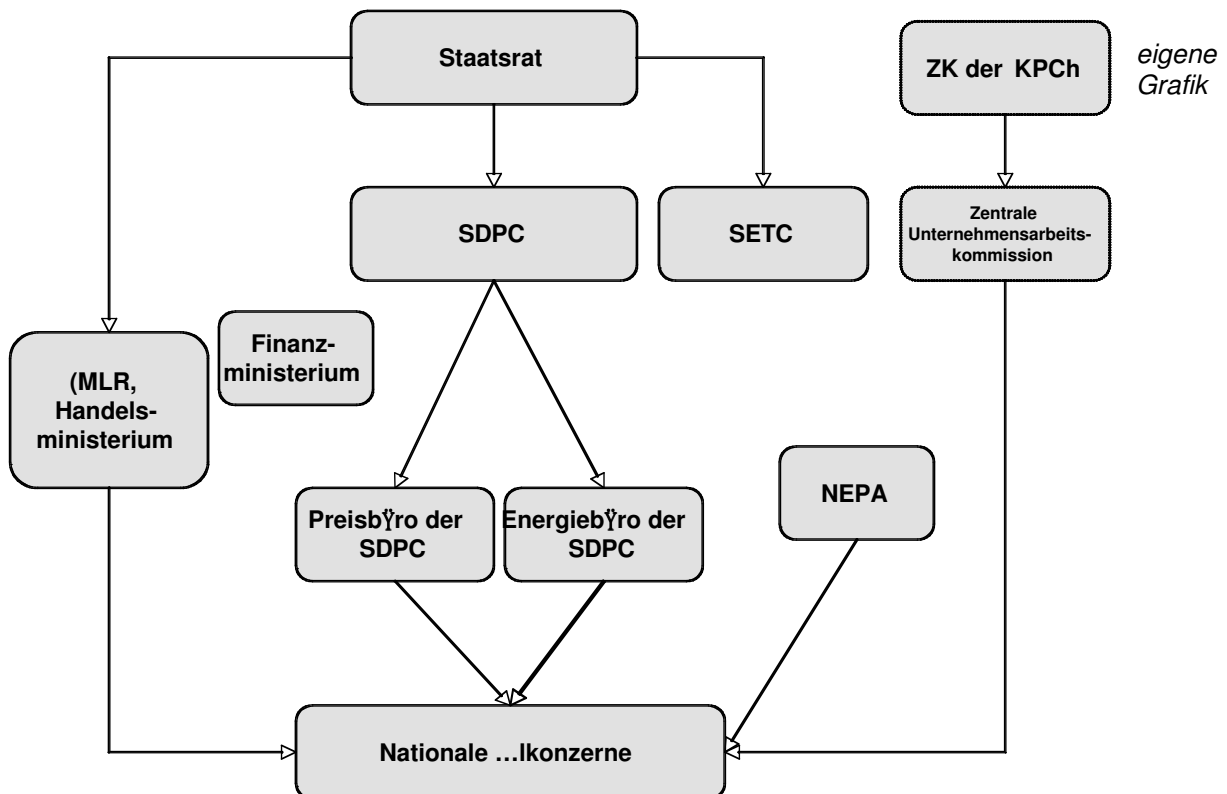 Staatsrat
ZK der KPCh
eigene
Grafik
SDPC
SETC
Zentrale
Unternehmensarbeits-
kommission
Finanz-
ministerium
(MLR,
Handels-
ministerium
NEPA
Preisbÿro der
SDPC
Energiebÿro der
SDPC
Nationale …lkonzerne